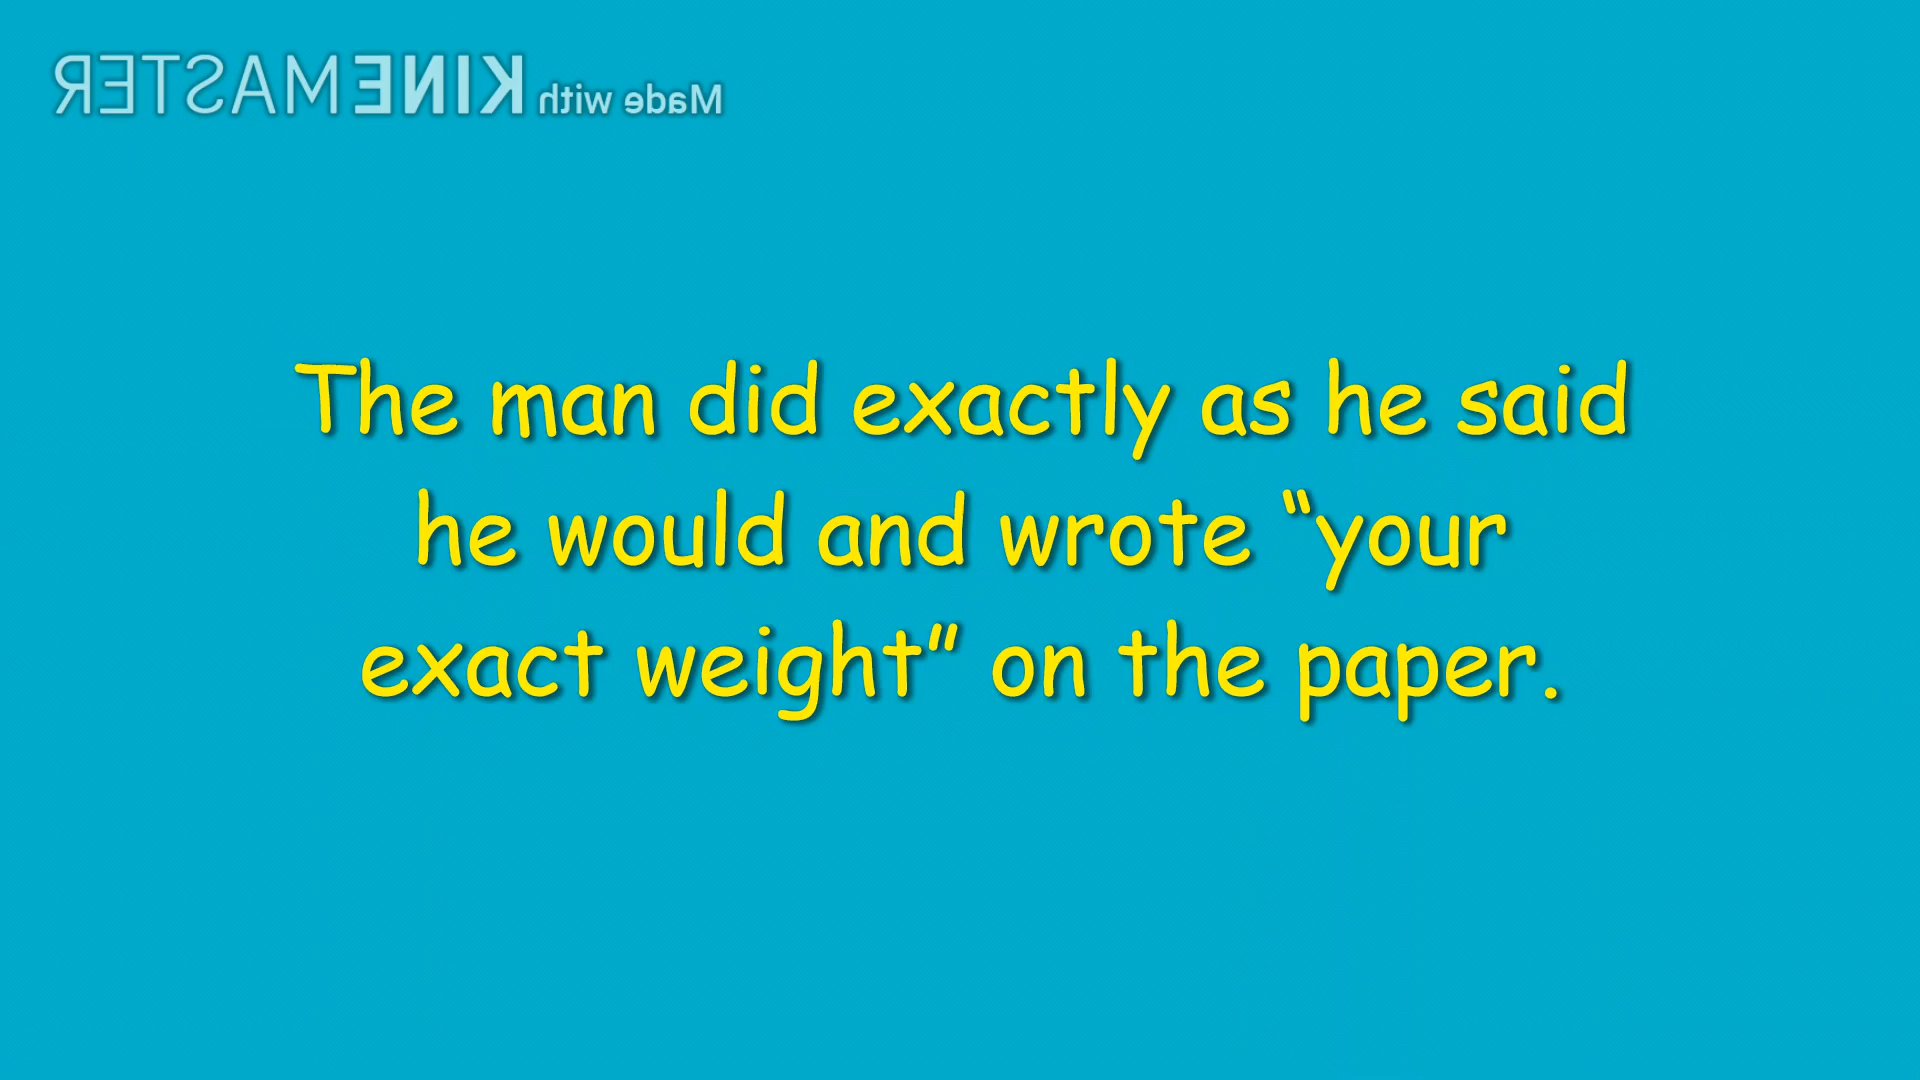 Made with KINEMASTER
The man did exactly as he said
he would and wrote “your
exact weight” on the paper.